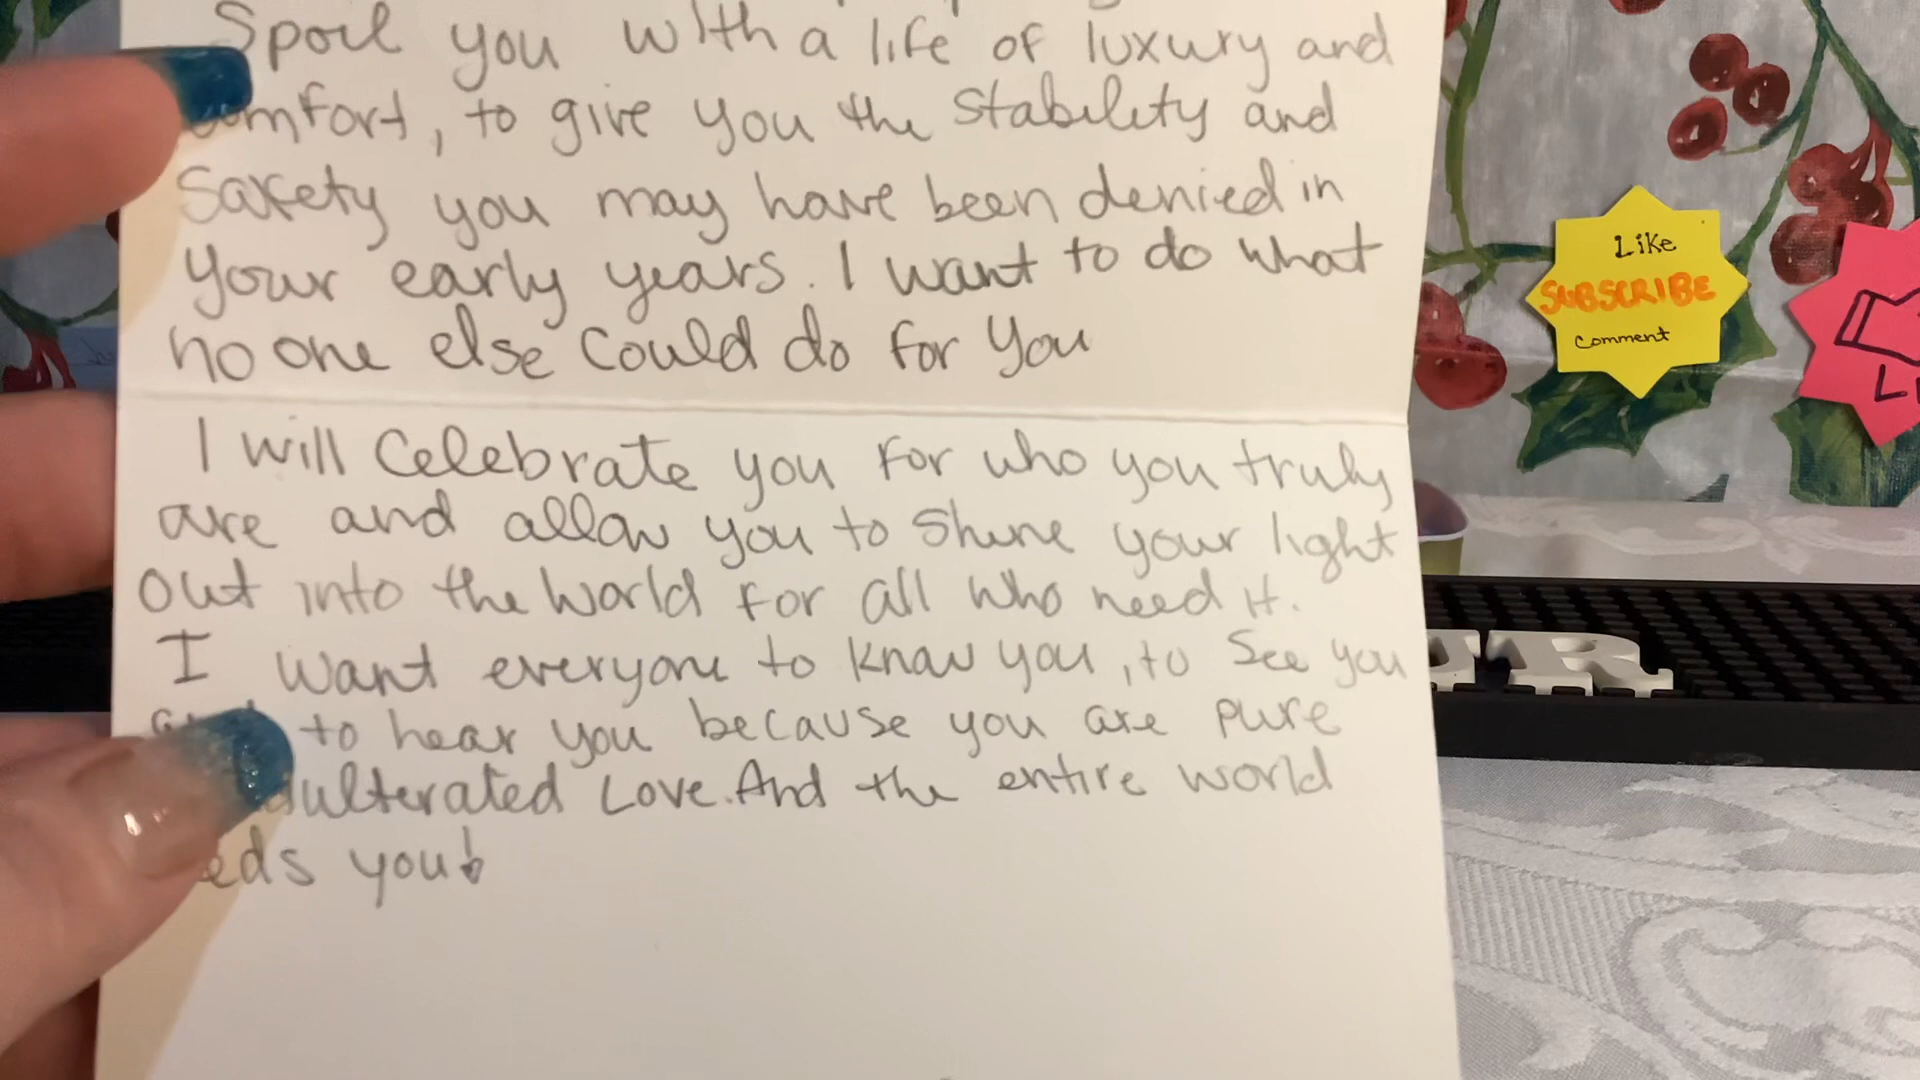 Spoil you with a life of luxury and
comfort, to give you the stability and
Safety you may have been denied in
your early years. I want to do what
no one else could do for you
I will celebrate you for who you truly
are and allow you to shine your light
out into the world for all who need it.
I want everyone to know you, to see you
to hear you because you are pure
dulterated Love. And the entire world
eds you!
Like
SUBSCRIBE
comment
LI
UR